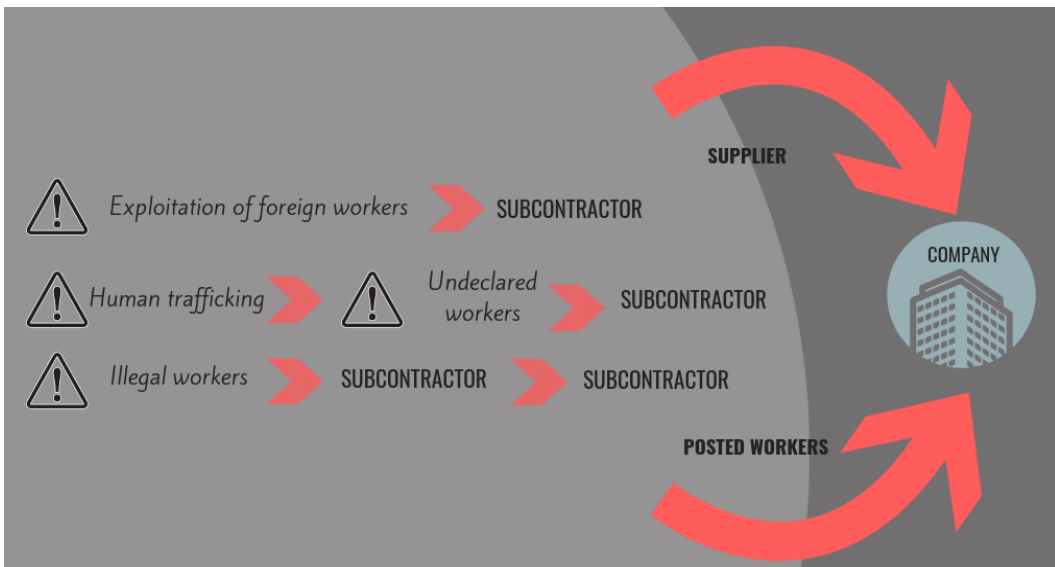 SUPPLIER
Exploitation of foreign workers
SUBCONTRACTOR
COMPANY
Human trafficking
Undeclared
workers
SUBCONTRACTOR
Illegal workers
SUBCONTRACTOR
SUBCONTRACTOR
POSTED WORKERS